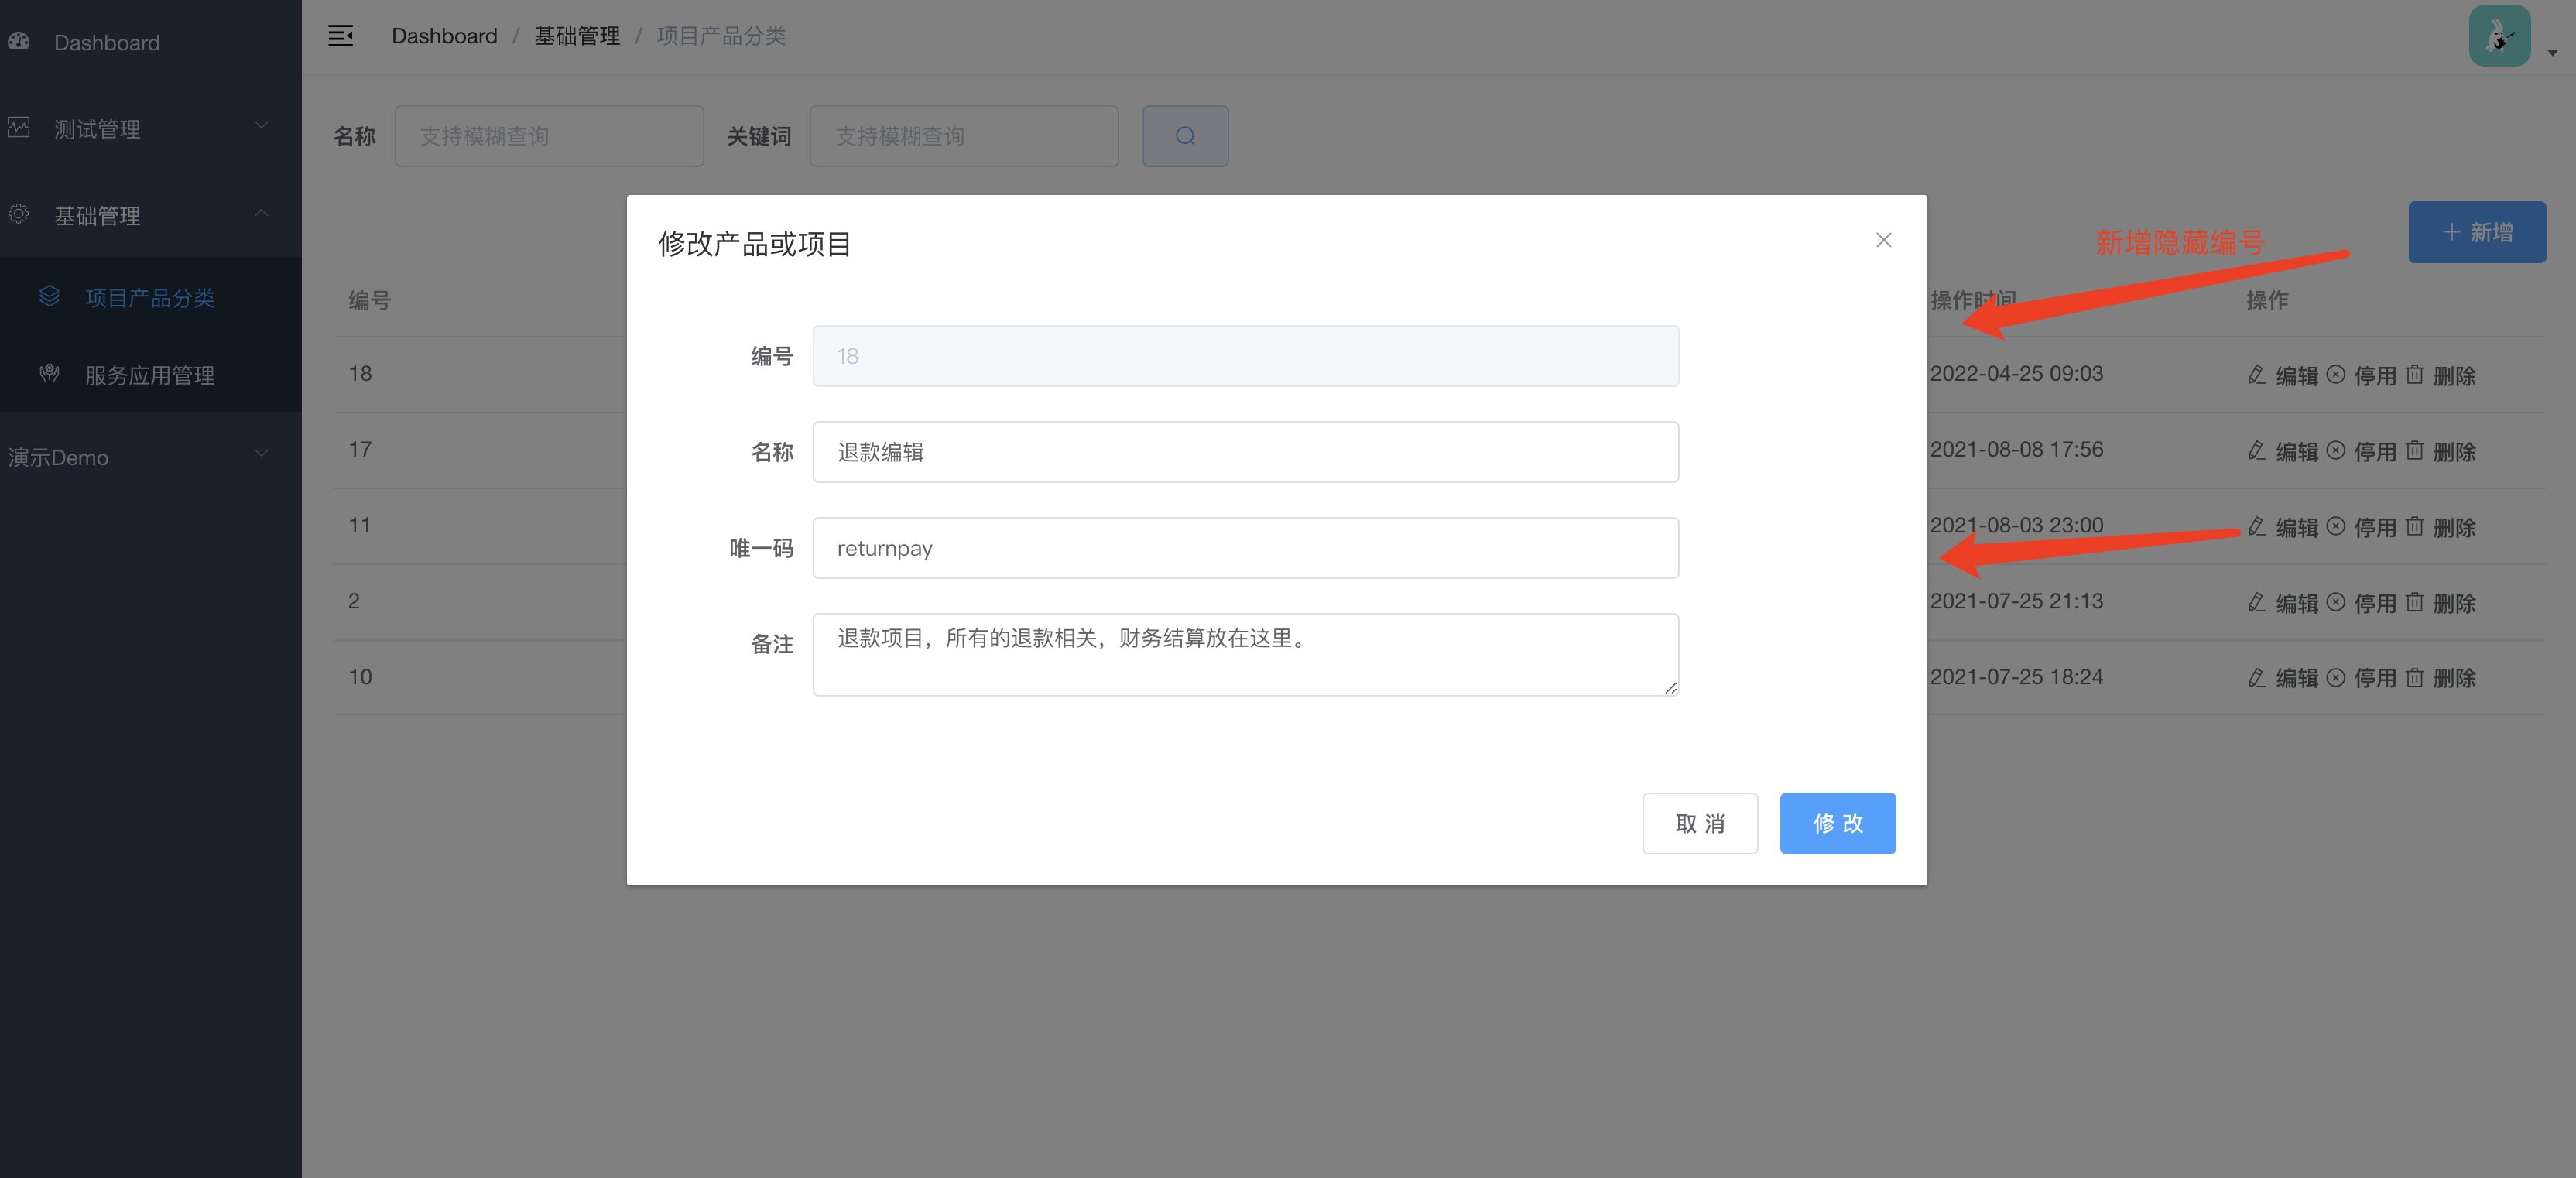 Dashboard
测试管理
基础管理
项目产品分类
服务应用管理
演示Demo
Dashboard / 基础管理 / 项目产品分类
名称 支持模糊查询 关键词 支持模糊查询
新增隐藏编号
+ 新增
编号 操作时间 操作
18 2022-04-25 09:03 编辑 停用 删除
17 2021-08-08 17:56 编辑 停用 删除
11 2021-08-03 23:00 编辑 停用 删除
2 2021-07-25 21:13 编辑 停用 删除
10 2021-07-25 18:24 编辑 停用 删除
修改产品或项目
编号 18
名称 退款编辑
唯一码 returnpay
备注 退款项目，所有的退款相关，财务结算放在这里。
取 消 修 改